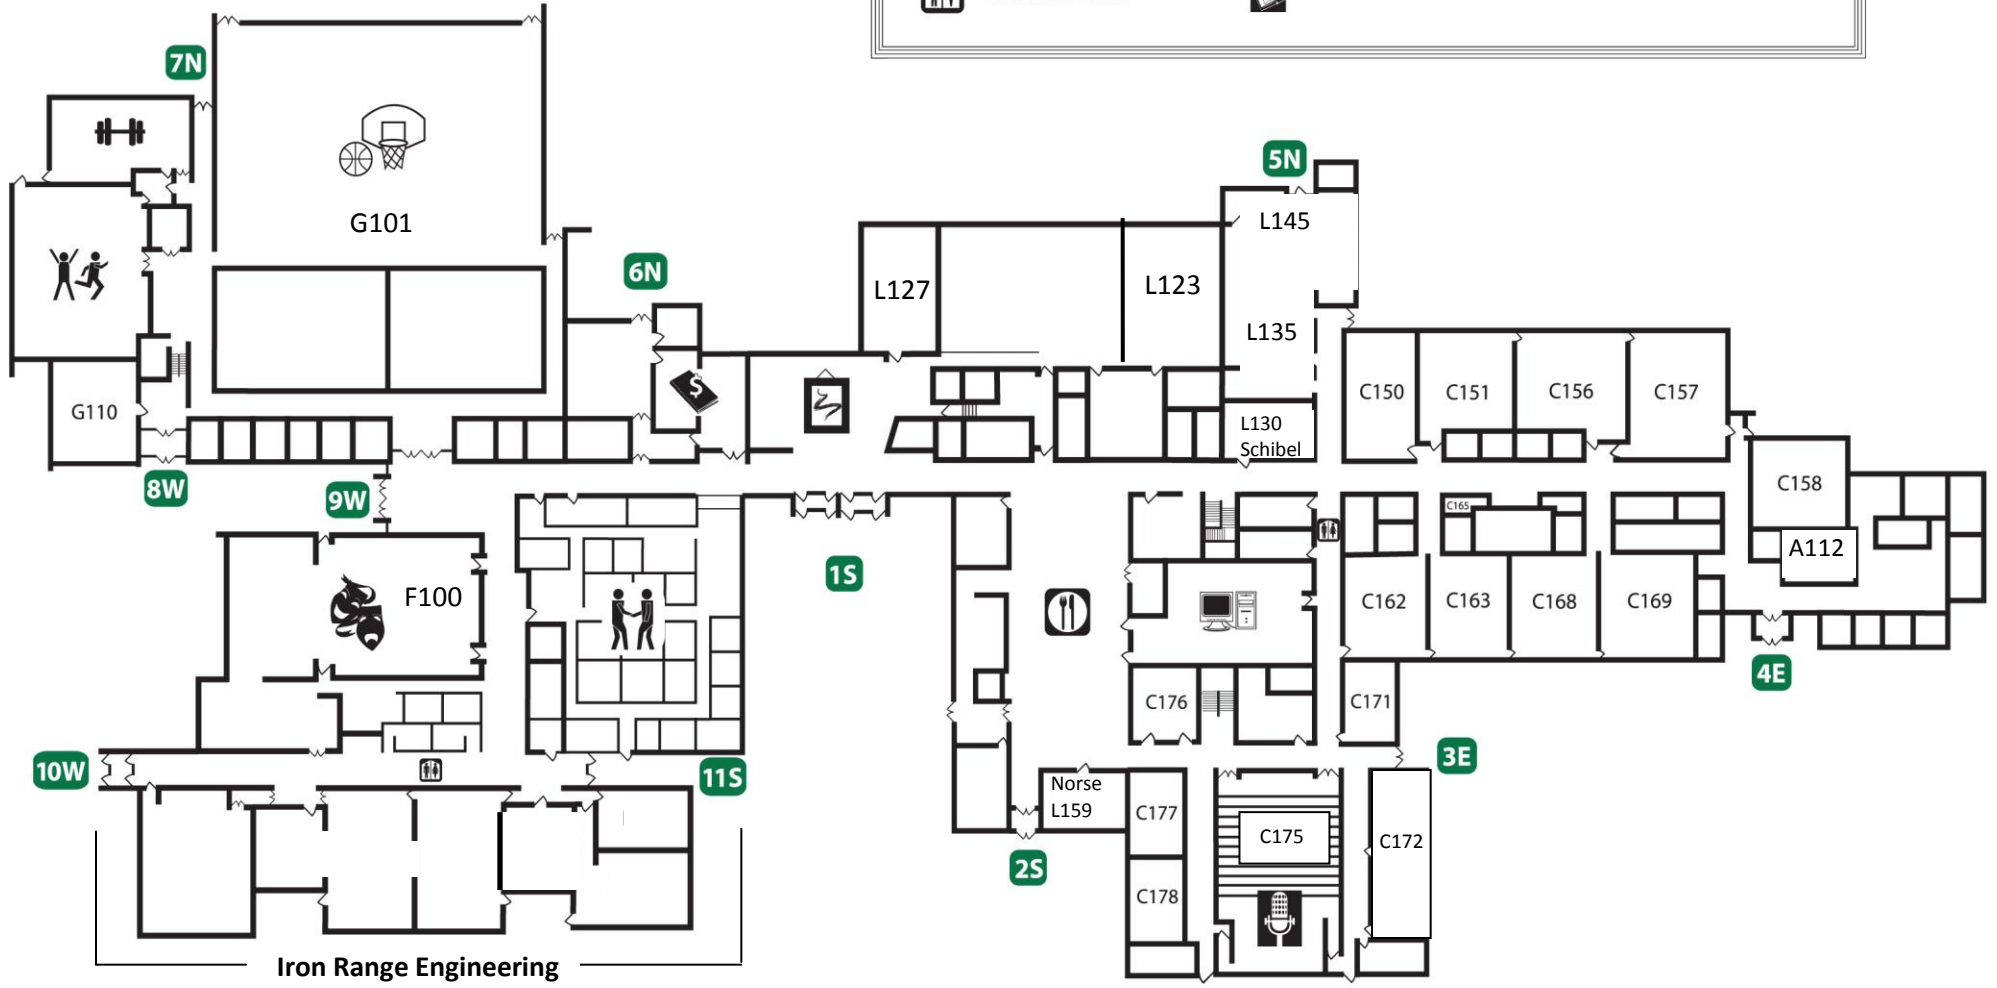 7N
G101
5N
L145
6N
L127
L123
L135
C150
C151
C156
C157
G110
L130
Schibel
8W
9W
1S
C165
C158
A112
F100
C162
C163
C168
C169
4E
C176
C171
10W
11S
3E
Norse
L159
C177
C175
C172
2S
C178
Iron Range Engineering
$